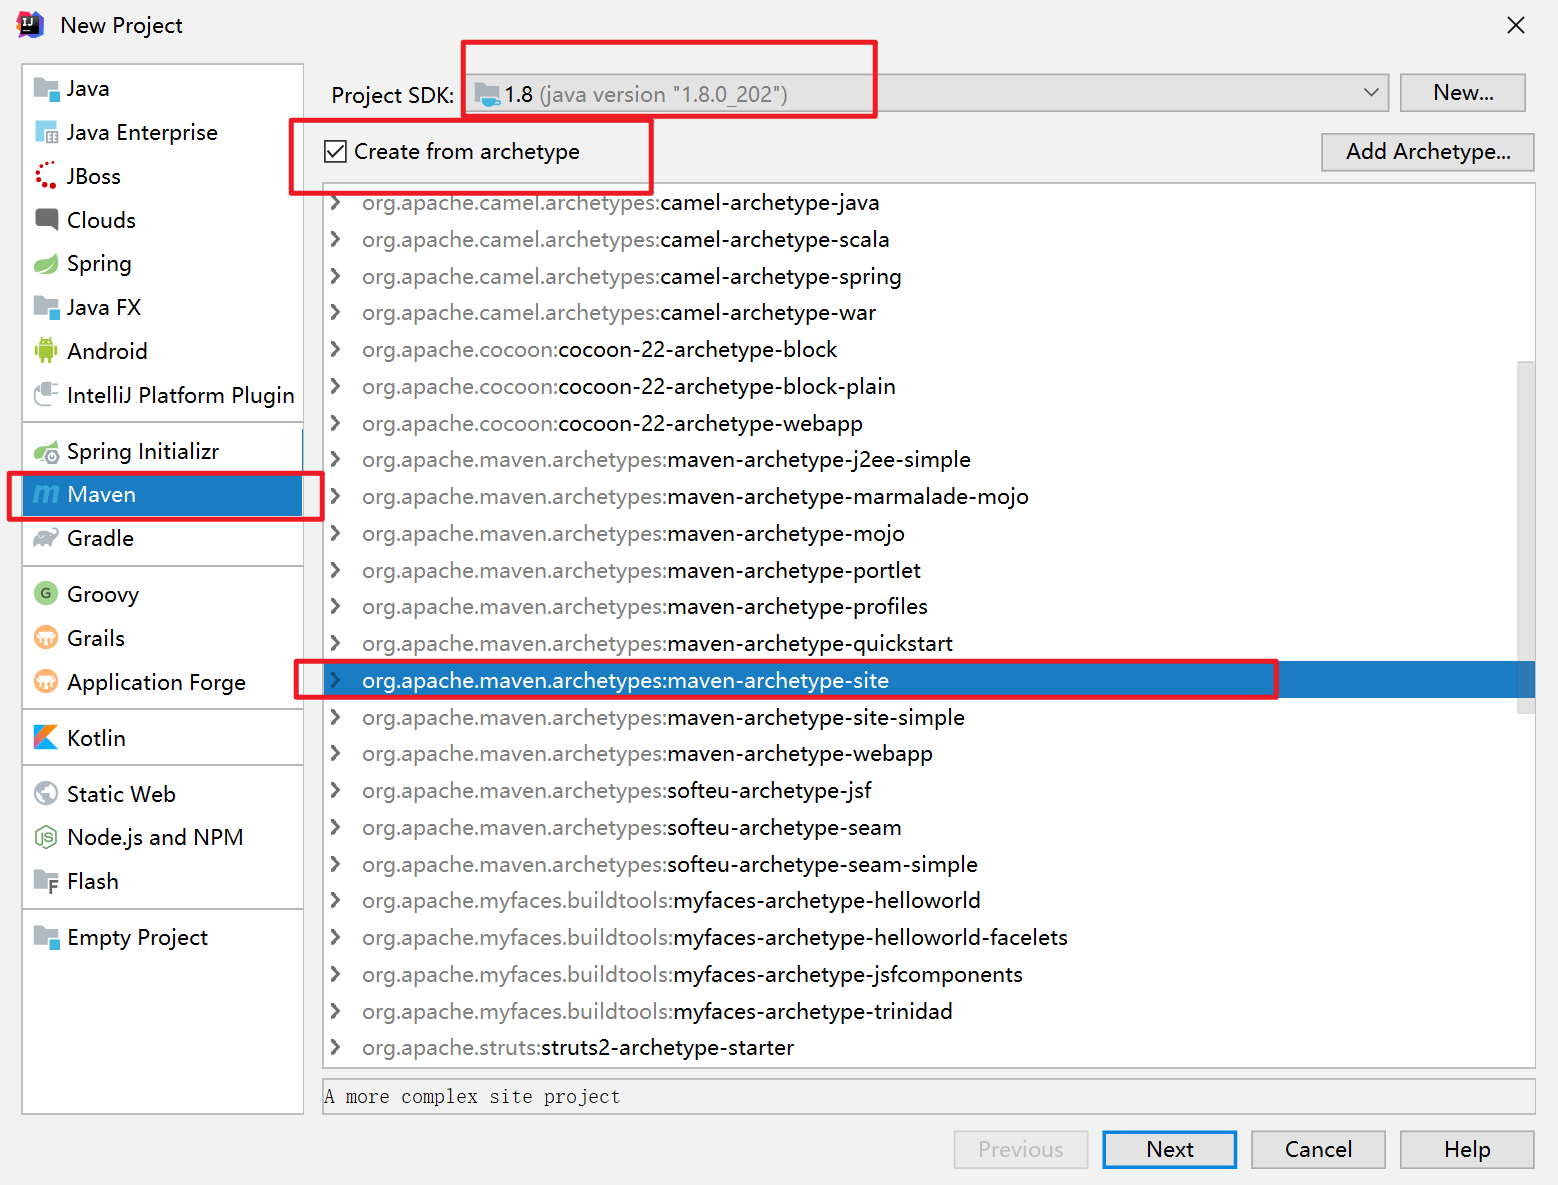 New Project
Java
Java Enterprise
JBoss
Clouds
Spring
Java FX
Android
IntelliJ Platform Plugin
Spring Initializr
Maven
Gradle
Groovy
Grails
Application Forge
Kotlin
Static Web
Node.js and NPM
Flash
Empty Project
Project SDK: 1.8 (java version "1.8.0_202") New...
Create from archetype Add Archetype...
org.apache.camel.archetypes:camel-archetype-java
org.apache.camel.archetypes:camel-archetype-scala
org.apache.camel.archetypes:camel-archetype-spring
org.apache.camel.archetypes:camel-archetype-war
org.apache.cocoon:cocoon-22-archetype-block
org.apache.cocoon:cocoon-22-archetype-block-plain
org.apache.cocoon:cocoon-22-archetype-webapp
org.apache.maven.archetypes:maven-archetype-j2ee-simple
org.apache.maven.archetypes:maven-archetype-marmalade-mojo
org.apache.maven.archetypes:maven-archetype-mojo
org.apache.maven.archetypes:maven-archetype-portlet
org.apache.maven.archetypes:maven-archetype-profiles
org.apache.maven.archetypes:maven-archetype-quickstart
org.apache.maven.archetypes:maven-archetype-site
org.apache.maven.archetypes:maven-archetype-site-simple
org.apache.maven.archetypes:maven-archetype-webapp
org.apache.maven.archetypes:softeu-archetype-jsf
org.apache.maven.archetypes:softeu-archetype-seam
org.apache.maven.archetypes:softeu-archetype-seam-simple
org.apache.myfaces.buildtools:myfaces-archetype-helloworld
org.apache.myfaces.buildtools:myfaces-archetype-helloworld-facelets
org.apache.myfaces.buildtools:myfaces-archetype-jsfcomponents
org.apache.myfaces.buildtools:myfaces-archetype-trinidad
org.apache.struts:struts2-archetype-starter
A more complex site project
Previous Next Cancel Help